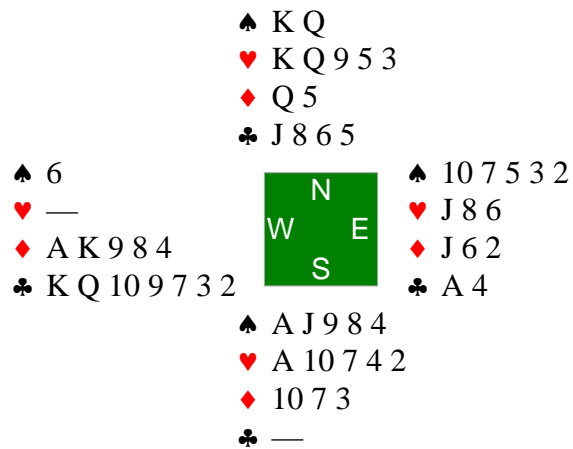 ♠ K Q
♥ K Q 9 5 3
♦ Q 5
♣ J 8 6 5
♠ 6
♥ —
♦ A K 9 8 4
♣ K Q 10 9 7 3 2
N
W E
S
♠ 10 7 5 3 2
♥ J 8 6
♦ J 6 2
♣ A 4
♠ A J 9 8 4
♥ A 10 7 4 2
♦ 10 7 3
♣ —